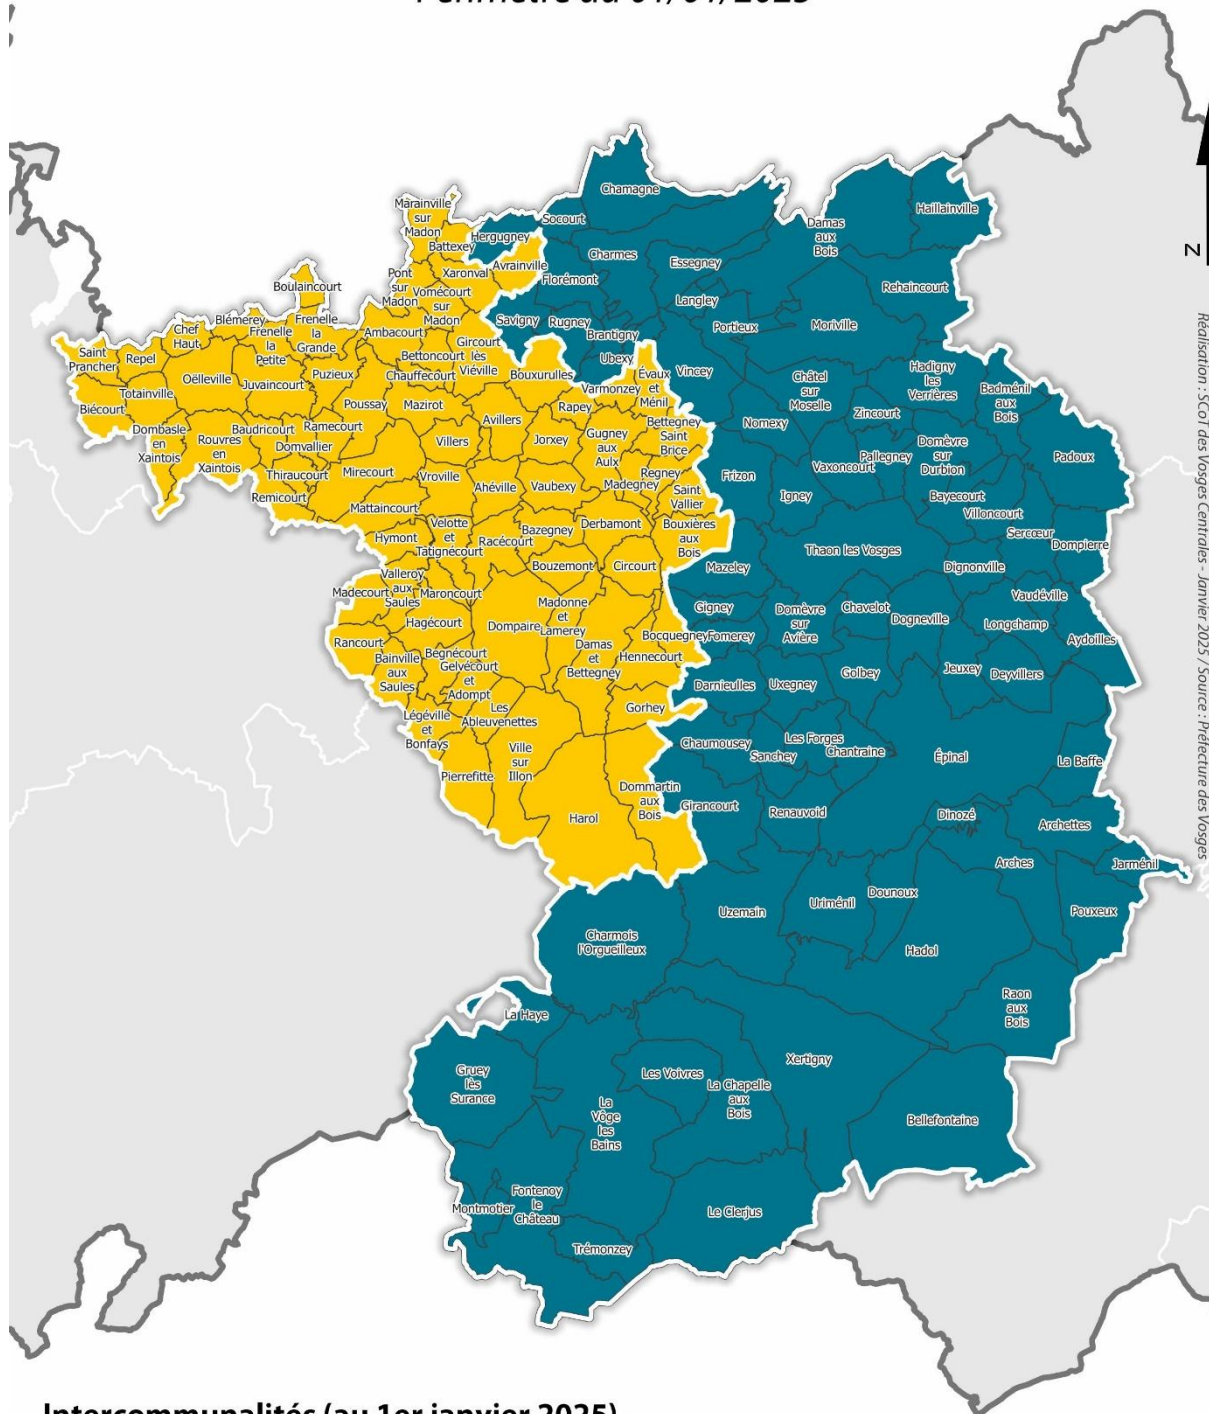 Périmètre au 01/01/2025
Chamagne
Haillainville
Marainville
sur
Madon
Socourt
Damas
aux
Bois
Hergugney
Battexey
Charmes
Essegney
Avrainville
Xaronval
Florémont
Pont
sur
Madon
Boulaincourt
Rehaincourt
Vomécourt
sur
Madon
Langley
Savigny
Rugney
Portieux
Moriville
Blémerey
Frenelle
la
Grande
Chef
Haut
Frenelle
la
Petite
Ambacourt
Brantigny
Gircourt
lès
Viéville
Saint
Prancher
Repel
Bettoncourt
Ubexy
Évaux
et
Ménil
Vincey
Hadigny
les
Verrières
Oëlleville
Puzieux
Chauffecourt
Bouxurulles
Juvaincourt
Varmonzey
Châtel
sur
Moselle
Badménil
aux
Bois
Totainville
Poussay
Mazirot
Rapey
Biécourt
Zincourt
Avillers
Bettegney
Saint
Brice
Nomexy
Dombasle
en
Xaintois
Baudricourt
Ramecourt
Rouvres
en
Xaintois
Domvallier
Villers
Jorxey
Gugney
aux
Aulx
Domèvre
sur
Durbion
Pallegney
Padoux
Thiraucourt
Mirecourt
Vroville
Regney
Frizon
Vaxoncourt
Remicourt
Ahéville
Vaubexy
Madegney
Saint
Vallier
Igney
Bayecourt
Mattaincourt
Villoncourt
Velotte
et
Tatignécourt
Bazegney
Derbamont
Bouxières
aux
Bois
Sercœur
Hymont
Racécourt
Thaon les Vosges
Dompierre
Valleroy
aux
Saules
Bouzemont
Circourt
Mazeley
Dignonville
Madecourt
Maroncourt
Vaudéville
Madonne
et
Lamerey
Gigney
Domèvre
sur
Avière
Chavelot
Dogneville
Longchamp
Hagécourt
Dompaire
Bocquegney
Fomerey
Aydoilles
Rancourt
Damas
et
Bettegney
Hennecourt
Bainville
aux
Saules
Bégnécourt
Gelvécourt
et
Adompt
Golbey
Jeuxey
Deyvillers
Darnieulles
Uxegney
Les
Ableuvenettes
Gorhey
Légéville
et
Bonfays
Chaumousey
Les Forges
Sanchey
Chantraine
Épinal
La Baffe
Ville
sur
Illon
Pierrefitte
Dommartin
aux
Bois
Girancourt
Renauvoid
Dinozé
Archettes
Harol
Arches
Jarménil
Dounoux
Uriménil
Uzemain
Pouxeux
Charmois
l'Orgueilleux
Hadol
Raon
aux
Bois
La Haye
Xertigny
Gruey
lès
Surance
Les Voivres
La Chapelle
aux
Bois
La
Vôge
les
Bains
Bellefontaine
Fontenoy
le
Château
Montmotier
Le Clerjus
Trémonzey
N
Réalisation : SCoT des Vosges Centrales - Janvier 2025 / Source : Préfecture des Vosges
Intercommunalités (au 1er janvier 2025)